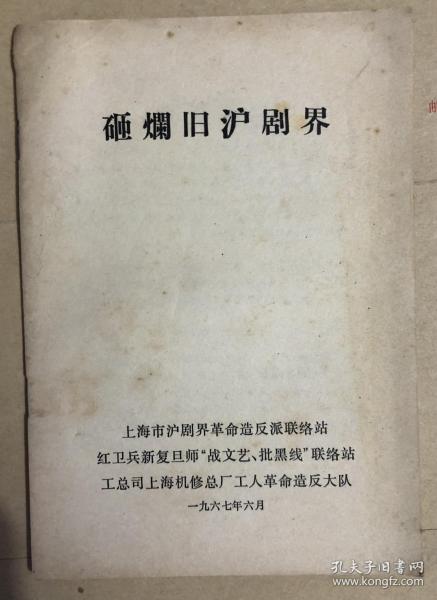 砸爛旧沪剧界
上海市沪剧界革命造反派联络站
红卫兵新复旦师“战文艺、批黑线”联络站
工总司上海机修总厂工人革命造反大队
一九六七年六月
孔夫子旧书网
www.kongfz.com